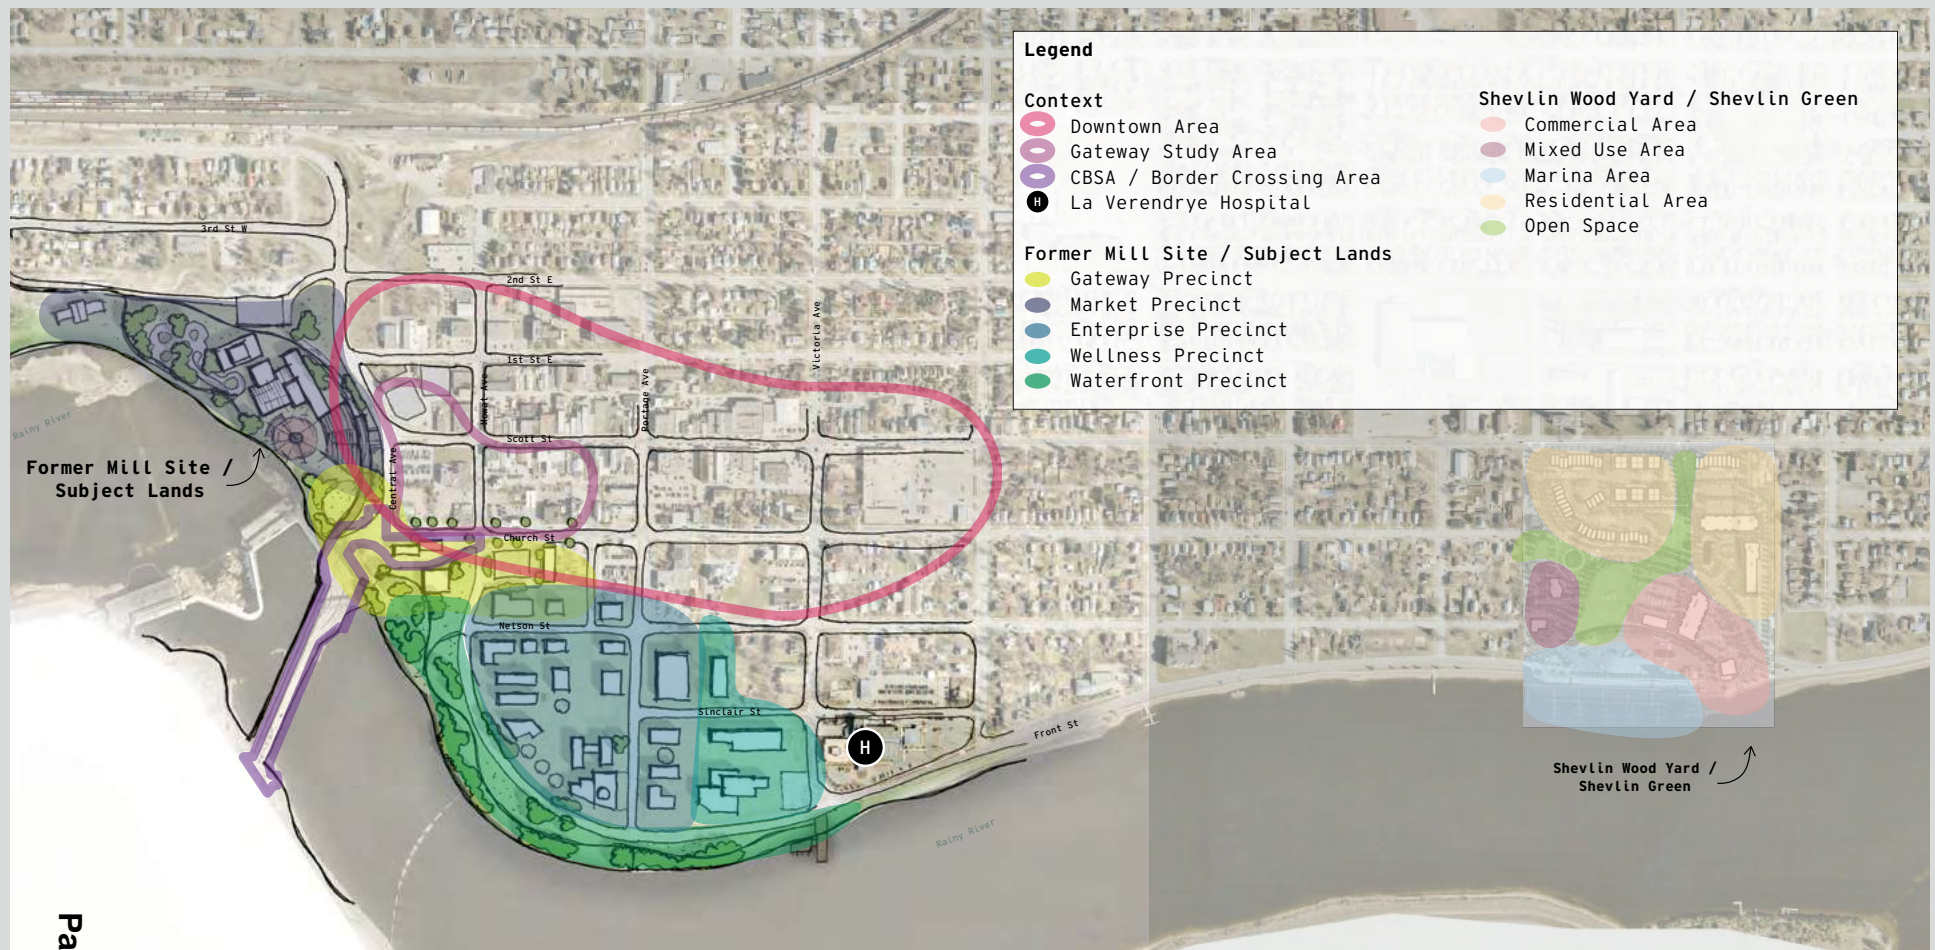 Legend
Context
Downtown Area
Gateway Study Area
CBSA / Border Crossing Area
H
La Verendrye Hospital
Former Mill Site / Subject Lands
Gateway Precinct
Market Precinct
Enterprise Precinct
Wellness Precinct
Waterfront Precinct
Shevlin Wood Yard / Shevlin Green
Commercial Area
Mixed Use Area
Marina Area
Residential Area
Open Space
3rd St W
2nd St E
1st St E
Victoria Ave
Portage Ave
Mowat Ave
Scott St
Central Ave
Church St
Nelson St
Sinclair St
Front St
H
Rainy River
Former Mill Site /
Subject Lands
Rainy River
Shevlin Wood Yard /
Shevlin Green
Pa